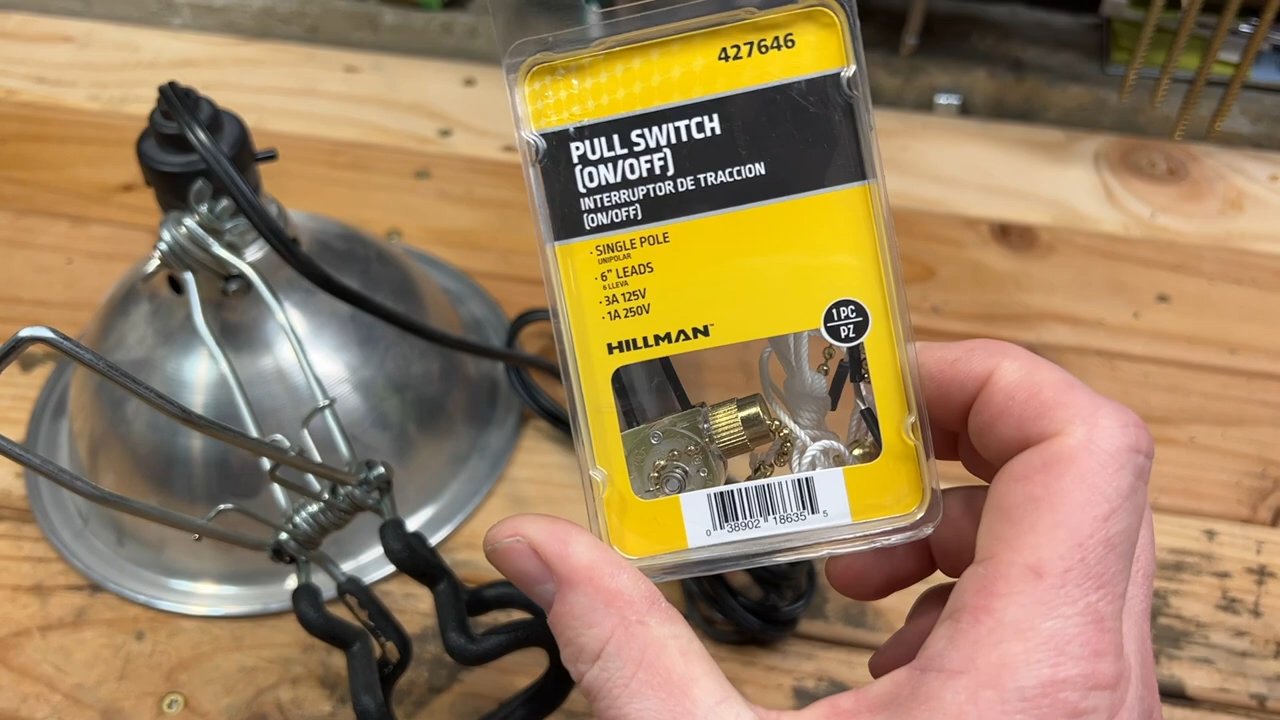 427646
PULL SWITCH
(ON/OFF)
INTERRUPTOR DE TRACCION
(ON/OFF)
· SINGLE POLE
UNIPOLAR
· 6" LEADS
6 LLEVA
· 3A 125V
· 1A 250V
HILLMAN™
1 PC
PZ
0 38902 18635 5